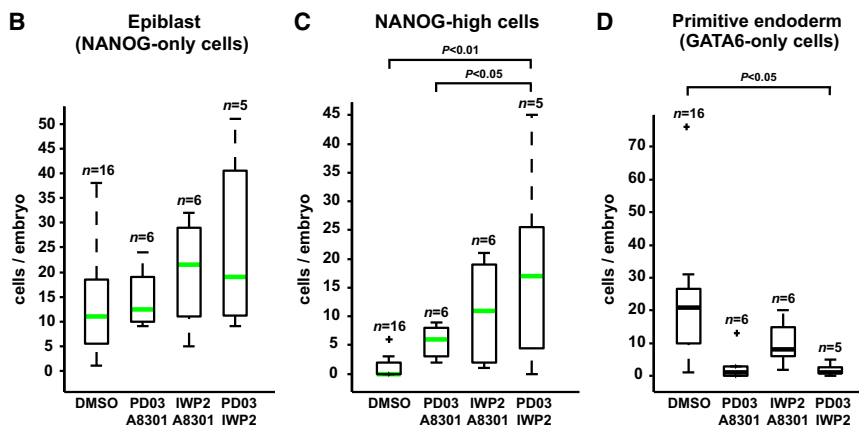 B
Epiblast
(NANOG-only cells)
cells / embryo
50
45
40
35
30
25
20
15
10
5
0
n=16
n=6
n=6
n=5
DMSO
PD03
A8301
IWP2
A8301
PD03
IWP2
C
NANOG-high cells
P<0.01
P<0.05
cells / embryo
45
40
35
30
25
20
15
10
5
0
n=16
n=6
n=6
n=5
DMSO
PD03
A8301
IWP2
A8301
PD03
IWP2
D
Primitive endoderm
(GATA6-only cells)
P<0.05
cells / embryo
70
60
50
40
30
20
10
0
n=16
n=6
n=6
n=5
DMSO
PD03
A8301
IWP2
A8301
PD03
IWP2